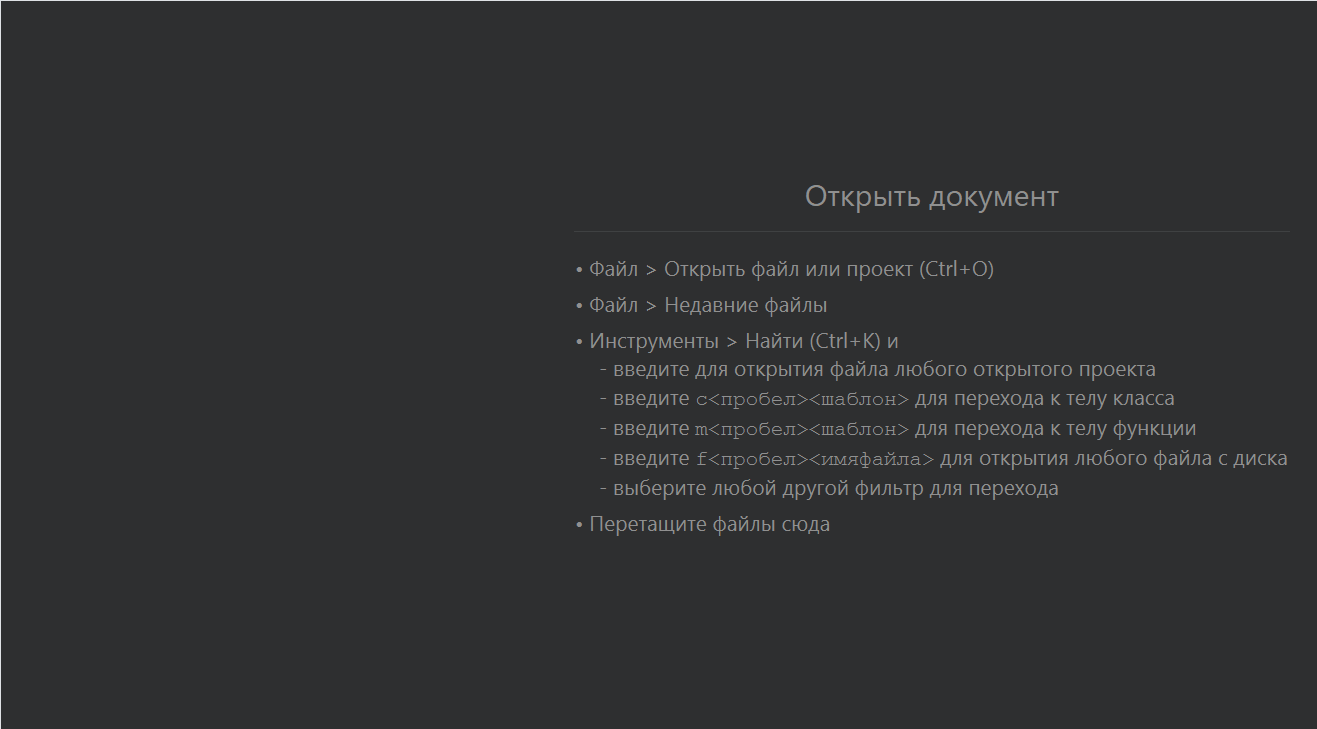 Открыть документ
• Файл > Открыть файл или проект (Ctrl+O)
• Файл > Недавние файлы
• Инструменты > Найти (Ctrl+K) и
- введите для открытия файла любого открытого проекта
- введите c<пробел><шаблон> для перехода к телу класса
- введите m<пробел><шаблон> для перехода к телу функции
- введите f<пробел><имяфайла> для открытия любого файла с диска
- выберите любой другой фильтр для перехода
• Перетащите файлы сюда